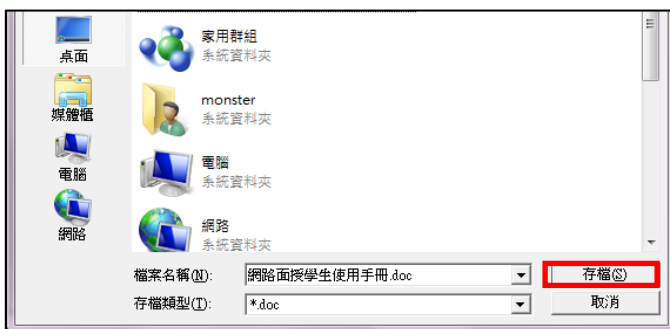 桌面
媒體櫃
電腦
網路
家用群組
系統資料夾
monster
系統資料夾
電腦
系統資料夾
網路
系統資料夾
檔案名稱(N): 網路面授學生使用手冊.doc 存檔(S)
存檔類型(T): *.doc 取消